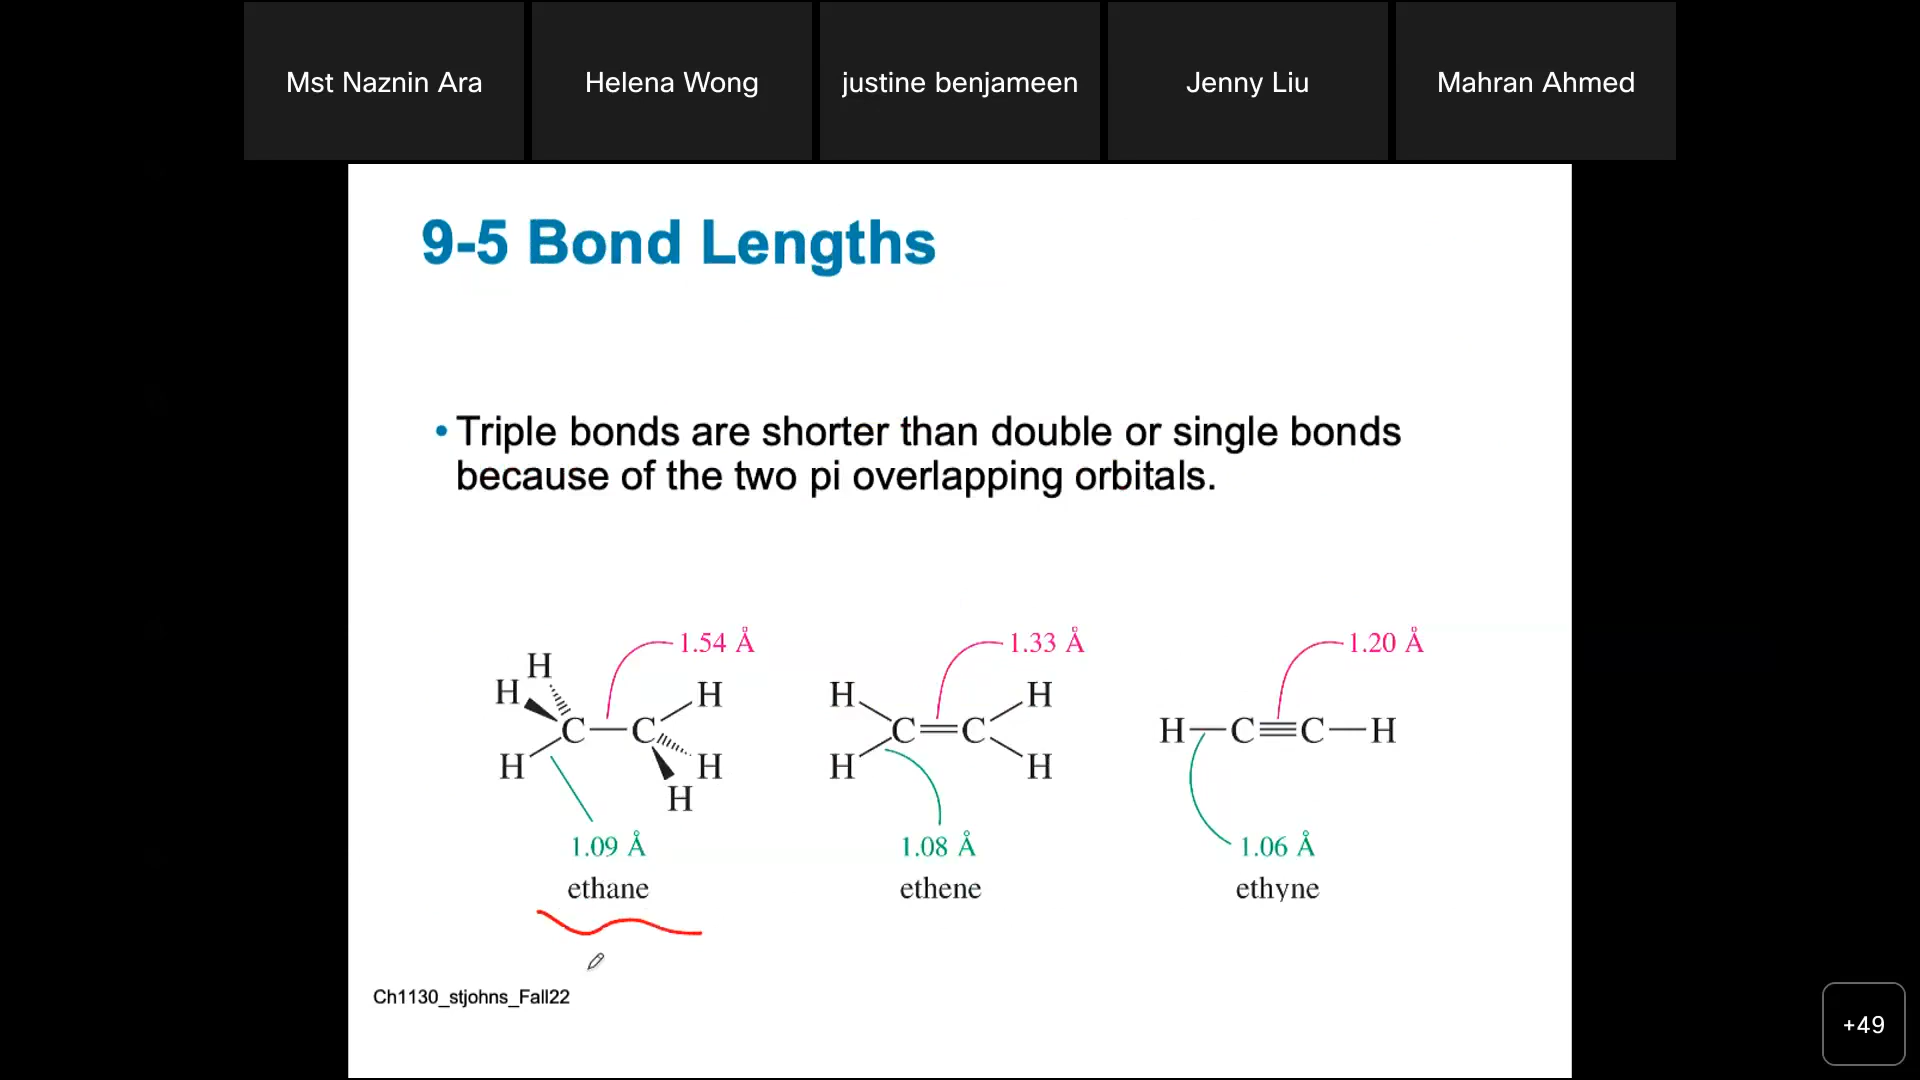 Mst Naznin Ara
Helena Wong
justine benjameen
Jenny Liu
Mahran Ahmed
9-5 Bond Lengths
• Triple bonds are shorter than double or single bonds
because of the two pi overlapping orbitals.
1.54 Å
H
H
H
C—C
H
H
H
1.09 Å
ethane
1.33 Å
H
H
C=C
H
H
1.08 Å
ethene
1.20 Å
H—C≡C—H
1.06 Å
ethyne
Ch1130_stjohns_Fall22
+49